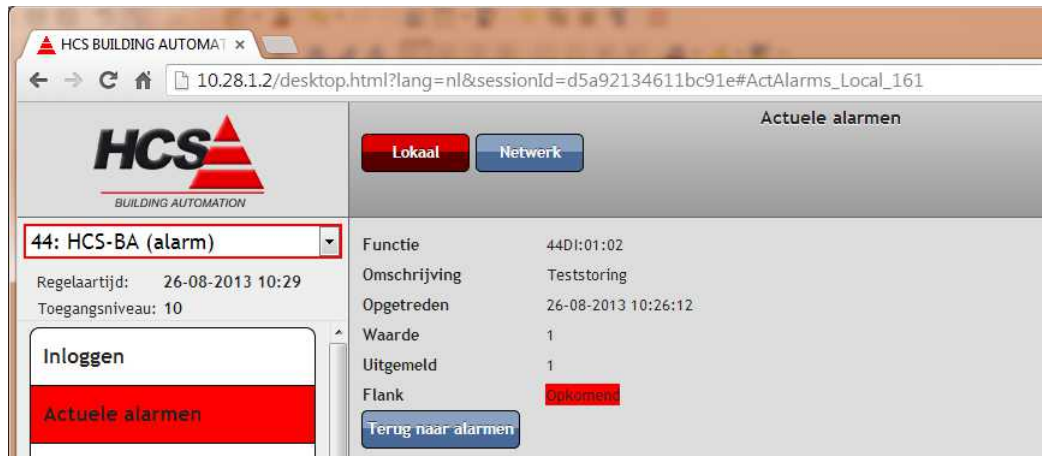 HCS BUILDING AUTOMAT ×
10.28.1.2/desktop.html?lang=nl&sessionId=d5a92134611bc91e#ActAlarms_Local_161
HCS
BUILDING AUTOMATION
Actuele alarmen
Lokaal Netwerk
44: HCS-BA (alarm)
Regelaartijd: 26-08-2013 10:29
Toegangsniveau: 10
Inloggen
Actuele alarmen
Functie 44DI:01:02
Omschrijving Teststoring
Opgetreden 26-08-2013 10:26:12
Waarde 1
Uitgemeld 1
Flank Opkomend
Terug naar alarmen